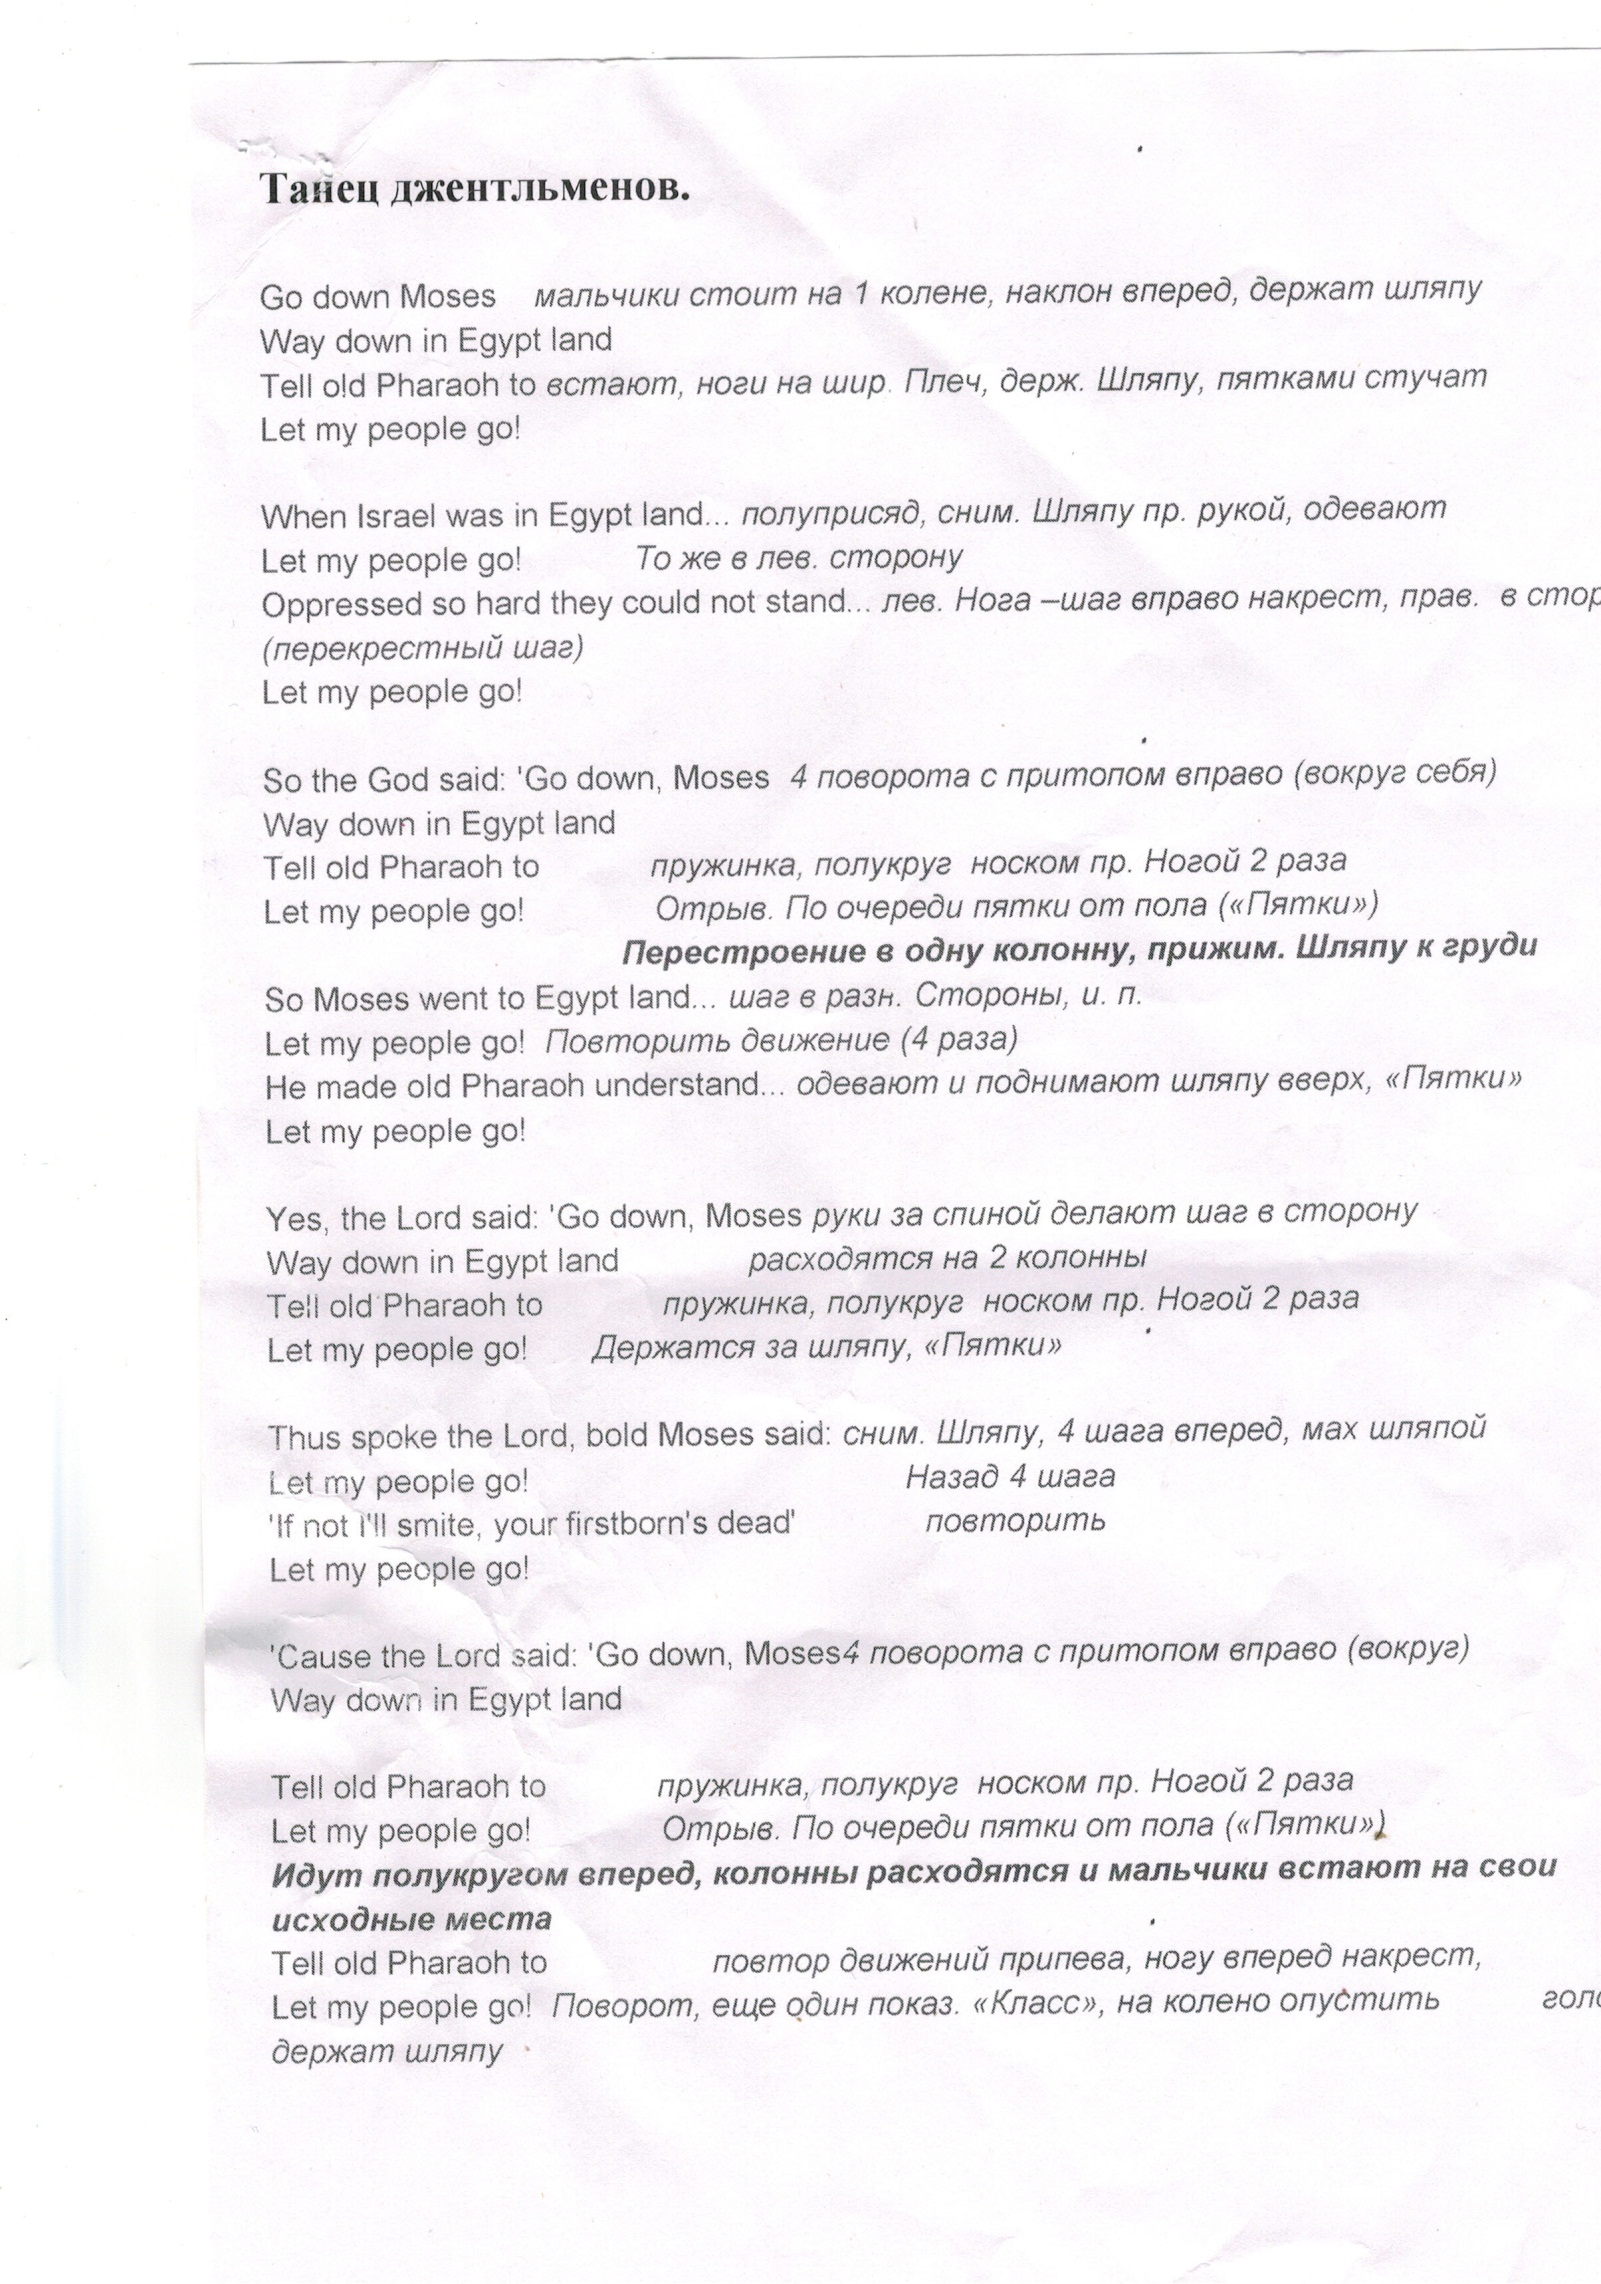 Танец джентльменов.
Go down Moses мальчики стоит на 1 колене, наклон вперед, держат шляпу
Way down in Egypt land
Tell old Pharaoh to встают, ноги на шир. Плеч, держ. Шляпу, пятками стучат
Let my people go!
When Israel was in Egypt land... полуприсяд, сним. Шляпу пр. рукой, одевают
Let my people go! То же в лев. сторону
Oppressed so hard they could not stand... лев. Нога –шаг вправо накрест, прав. в стор
(перекрестный шаг)
Let my people go!
So the God said: 'Go down, Moses 4 поворота с притопом вправо (вокруг себя)
Way down in Egypt land
Tell old Pharaoh to пружинка, полукруг носком пр. Ногой 2 раза
Let my people go! Отрыв. По очереди пятки от пола («Пятки»)
Перестроение в одну колонну, прижим. Шляпу к груди
So Moses went to Egypt land... шаг в разн. Стороны, и. п.
Let my people go! Повторить движение (4 раза)
He made old Pharaoh understand... одевают и поднимают шляпу вверх, «Пятки»
Let my people go!
Yes, the Lord said: 'Go down, Moses руки за спиной делают шаг в сторону
Way down in Egypt land расходятся на 2 колонны
Tell old Pharaoh to пружинка, полукруг носком пр. Ногой 2 раза
Let my people go! Держатся за шляпу, «Пятки»
Thus spoke the Lord, bold Moses said: сним. Шляпу, 4 шага вперед, мах шляпой
Let my people go! Назад 4 шага
'If not I'll smite, your firstborn's dead' повторить
Let my people go!
'Cause the Lord said: 'Go down, Moses4 поворота с притопом вправо (вокруг)
Way down in Egypt land
Tell old Pharaoh to пружинка, полукруг носком пр. Ногой 2 раза
Let my people go! Отрыв. По очереди пятки от пола («Пятки»)
Идут полукругом вперед, колонны расходятся и мальчики встают на свои
исходные места
Tell old Pharaoh to повтор движений припева, ногу вперед накрест,
Let my people go! Поворот, еще один показ. «Класс», на колено опустить голо
держат шляпу